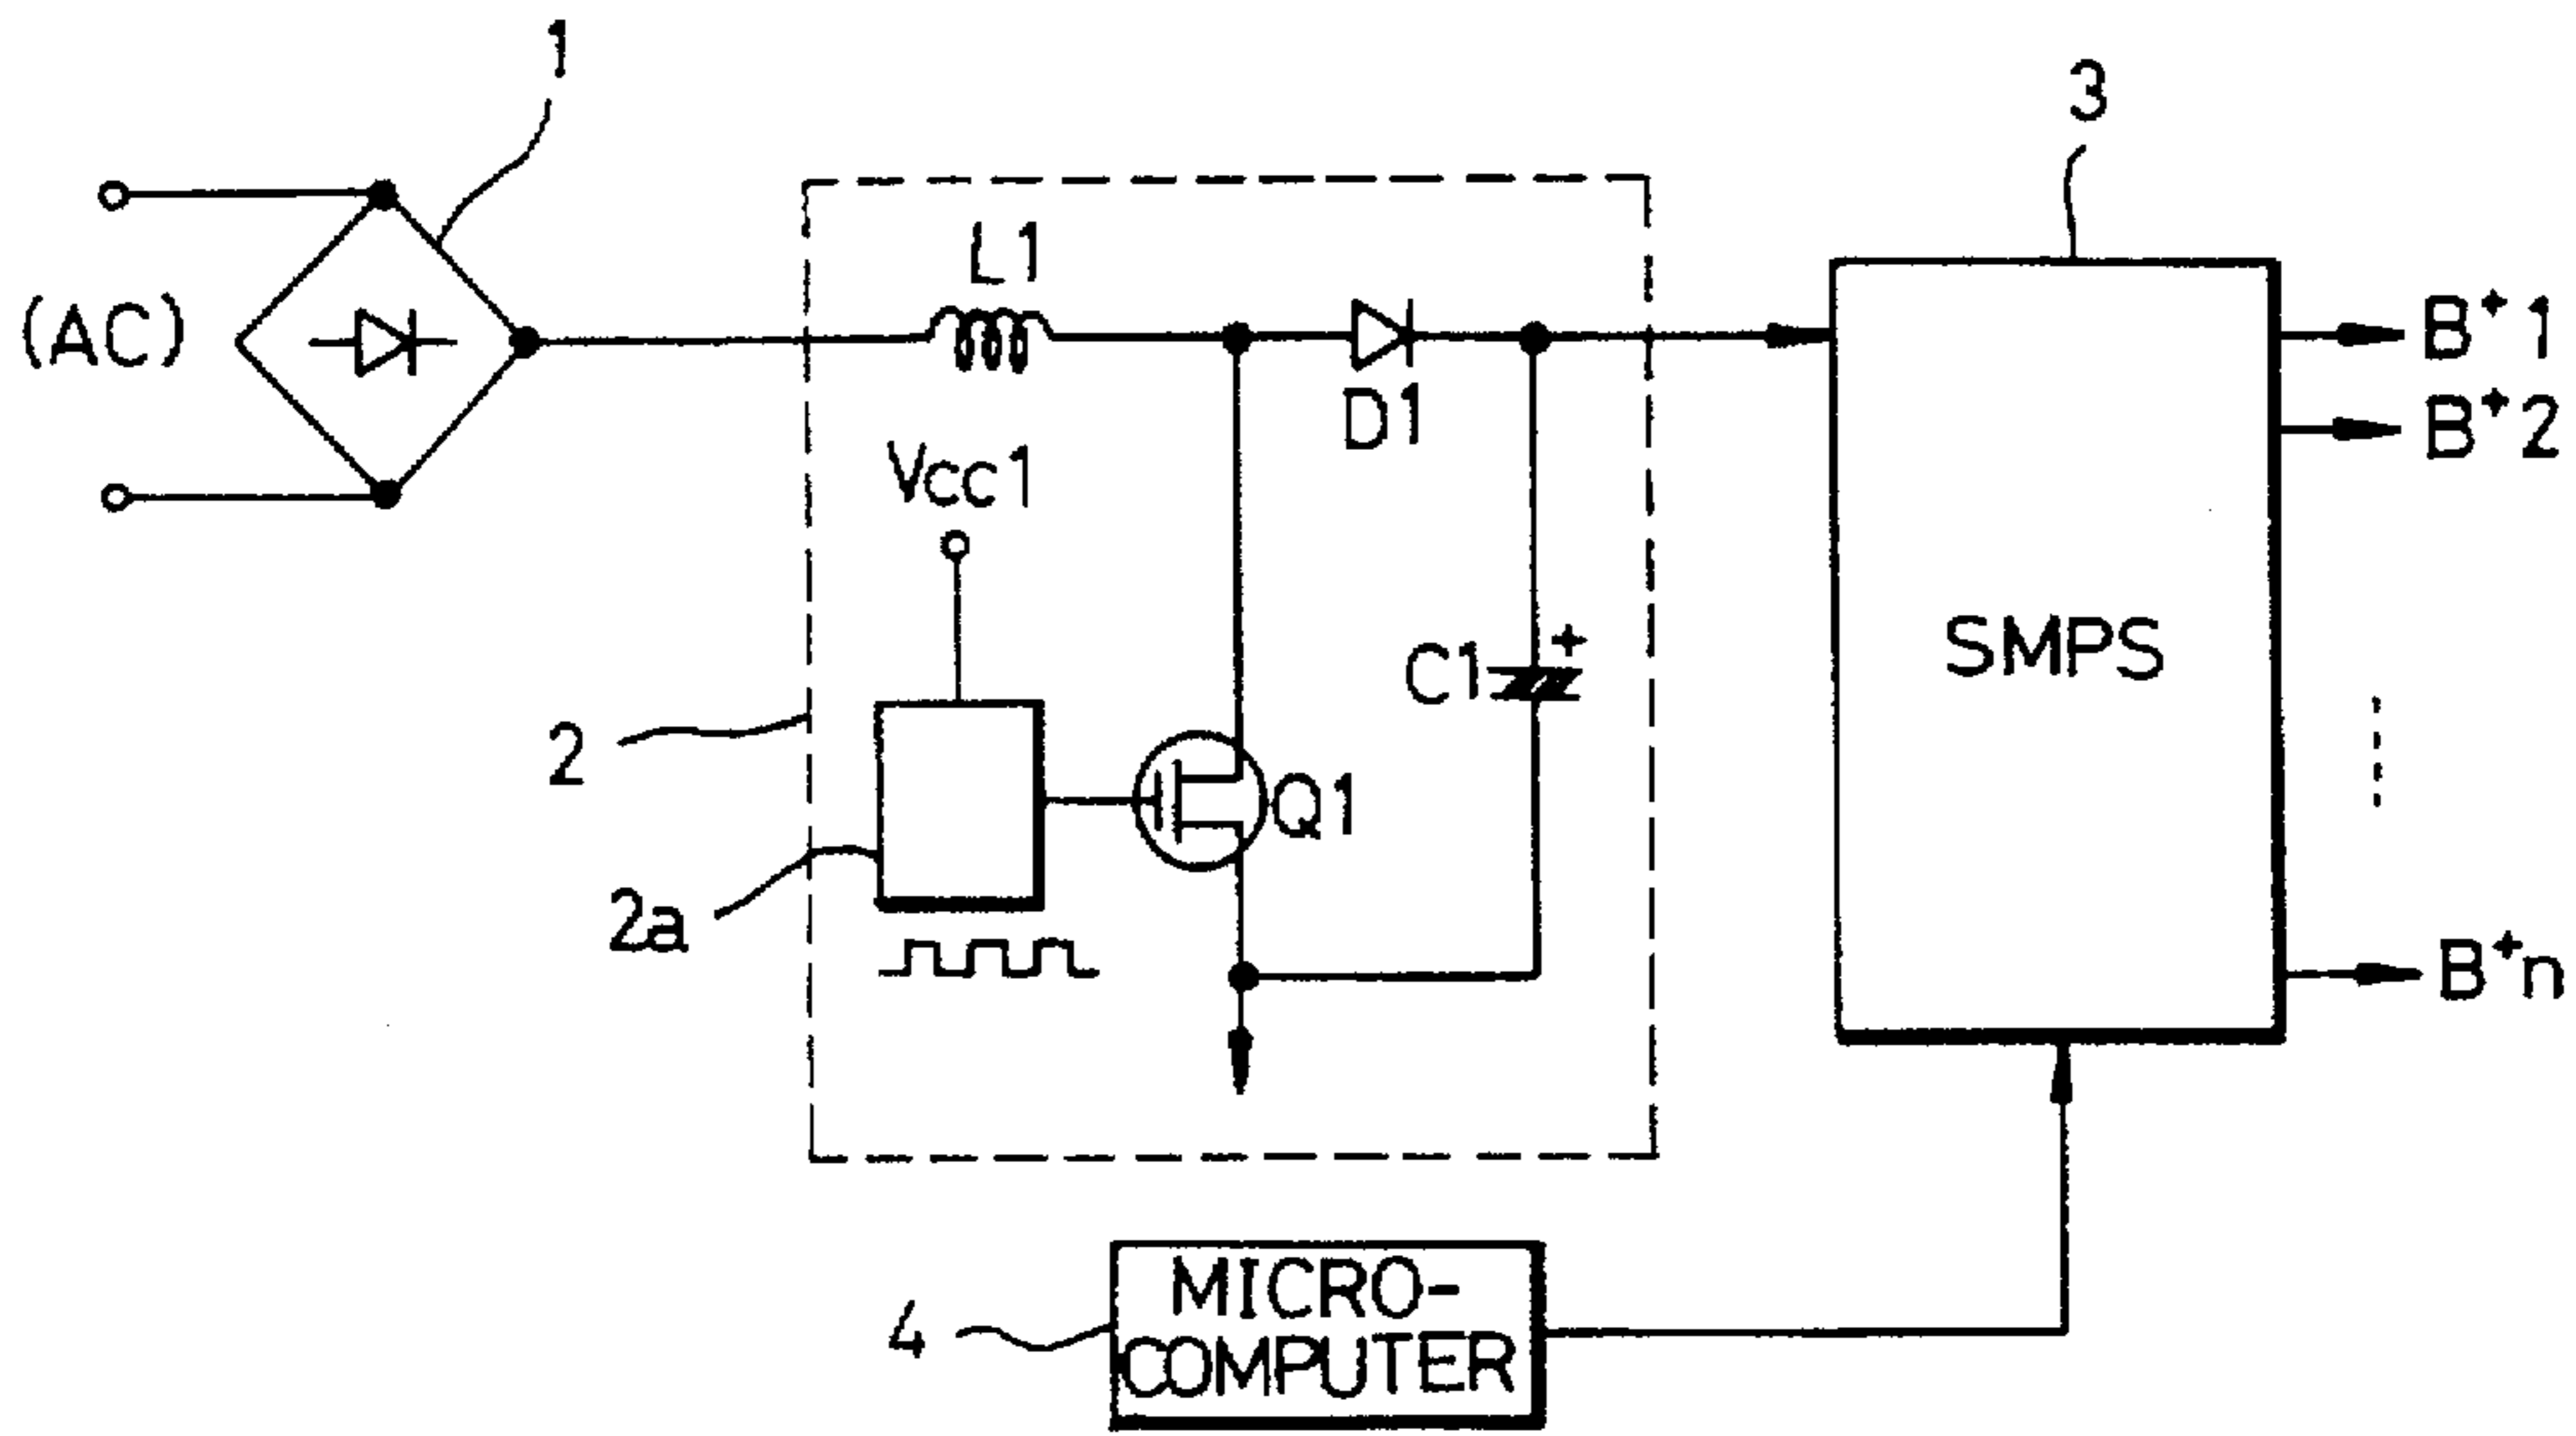 1
3
(AC)
L1
D1
B+1
B+2
Vcc1
C1
+
SMPS
2
Q1
2a
B+n
4
MICRO-
COMPUTER